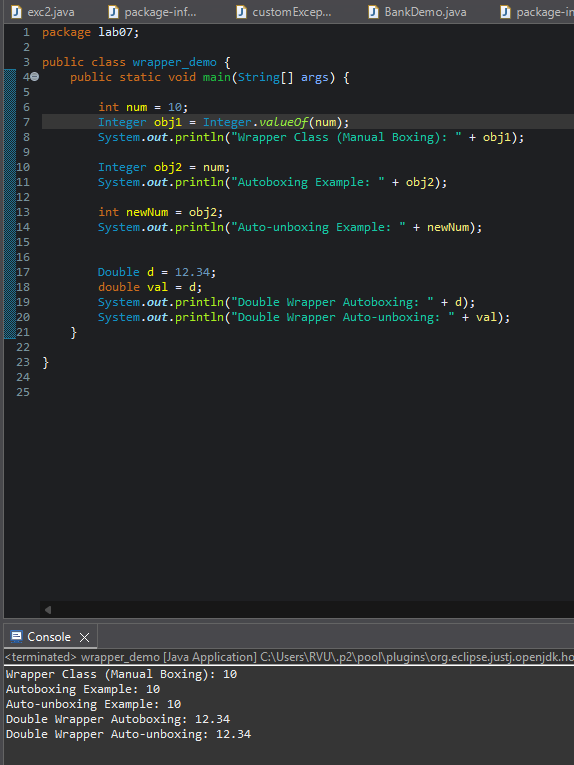 exc2.java package-inf... customExcep... BankDemo.java package-in
1 package lab07;
2
3 public class wrapper_demo {
4 public static void main(String[] args) {
5
6 int num = 10;
7 Integer obj1 = Integer.valueOf(num);
8 System.out.println("Wrapper Class (Manual Boxing): " + obj1);
9
10 Integer obj2 = num;
11 System.out.println("Autoboxing Example: " + obj2);
12
13 int newNum = obj2;
14 System.out.println("Auto-unboxing Example: " + newNum);
15
16
17 Double d = 12.34;
18 double val = d;
19 System.out.println("Double Wrapper Autoboxing: " + d);
20 System.out.println("Double Wrapper Auto-unboxing: " + val);
21 }
22
23 }
24
25
Console
<terminated> wrapper_demo [Java Application] C:\Users\RVU\.p2\pool\plugins\org.eclipse.justj.openjdk.ho
Wrapper Class (Manual Boxing): 10
Autoboxing Example: 10
Auto-unboxing Example: 10
Double Wrapper Autoboxing: 12.34
Double Wrapper Auto-unboxing: 12.34